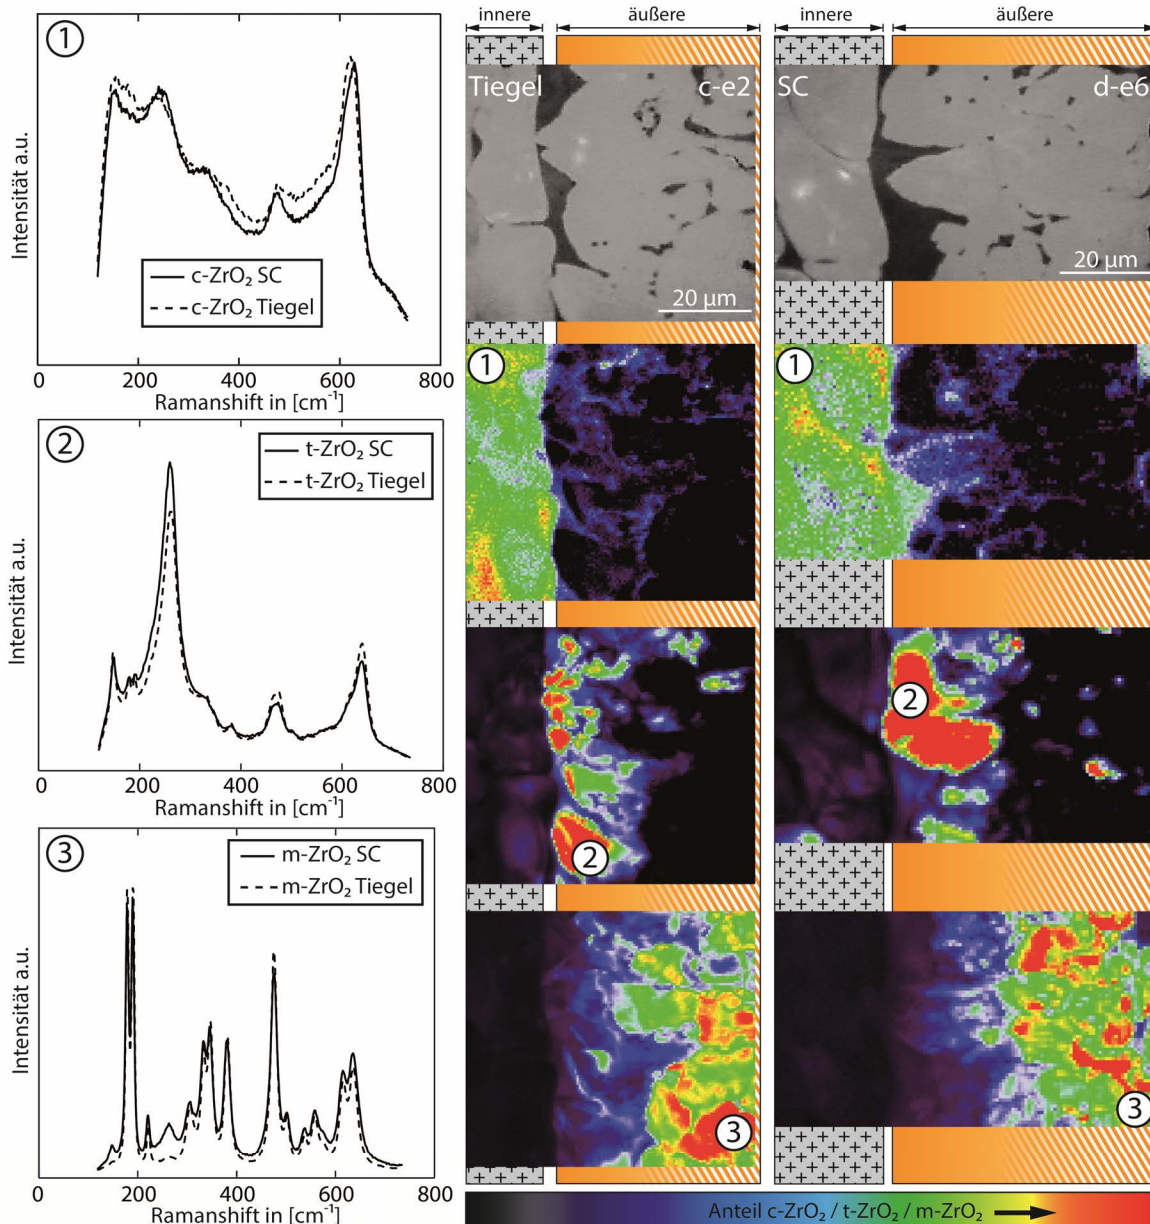 1
Intensität a.u.
c-ZrO₂ SC
c-ZrO₂ Tiegel
0 200 400 600 800
Ramanshift in [cm⁻¹]
2
Intensität a.u.
t-ZrO₂ SC
t-ZrO₂ Tiegel
0 200 400 600 800
Ramanshift in [cm⁻¹]
3
Intensität a.u.
m-ZrO₂ SC
m-ZrO₂ Tiegel
0 200 400 600 800
Ramanshift in [cm⁻¹]
innere äußere
Tiegel c-e2
20 µm
1
2
3
innere äußere
SC d-e6
20 µm
1
2
3
Anteil c-ZrO₂ / t-ZrO₂ / m-ZrO₂